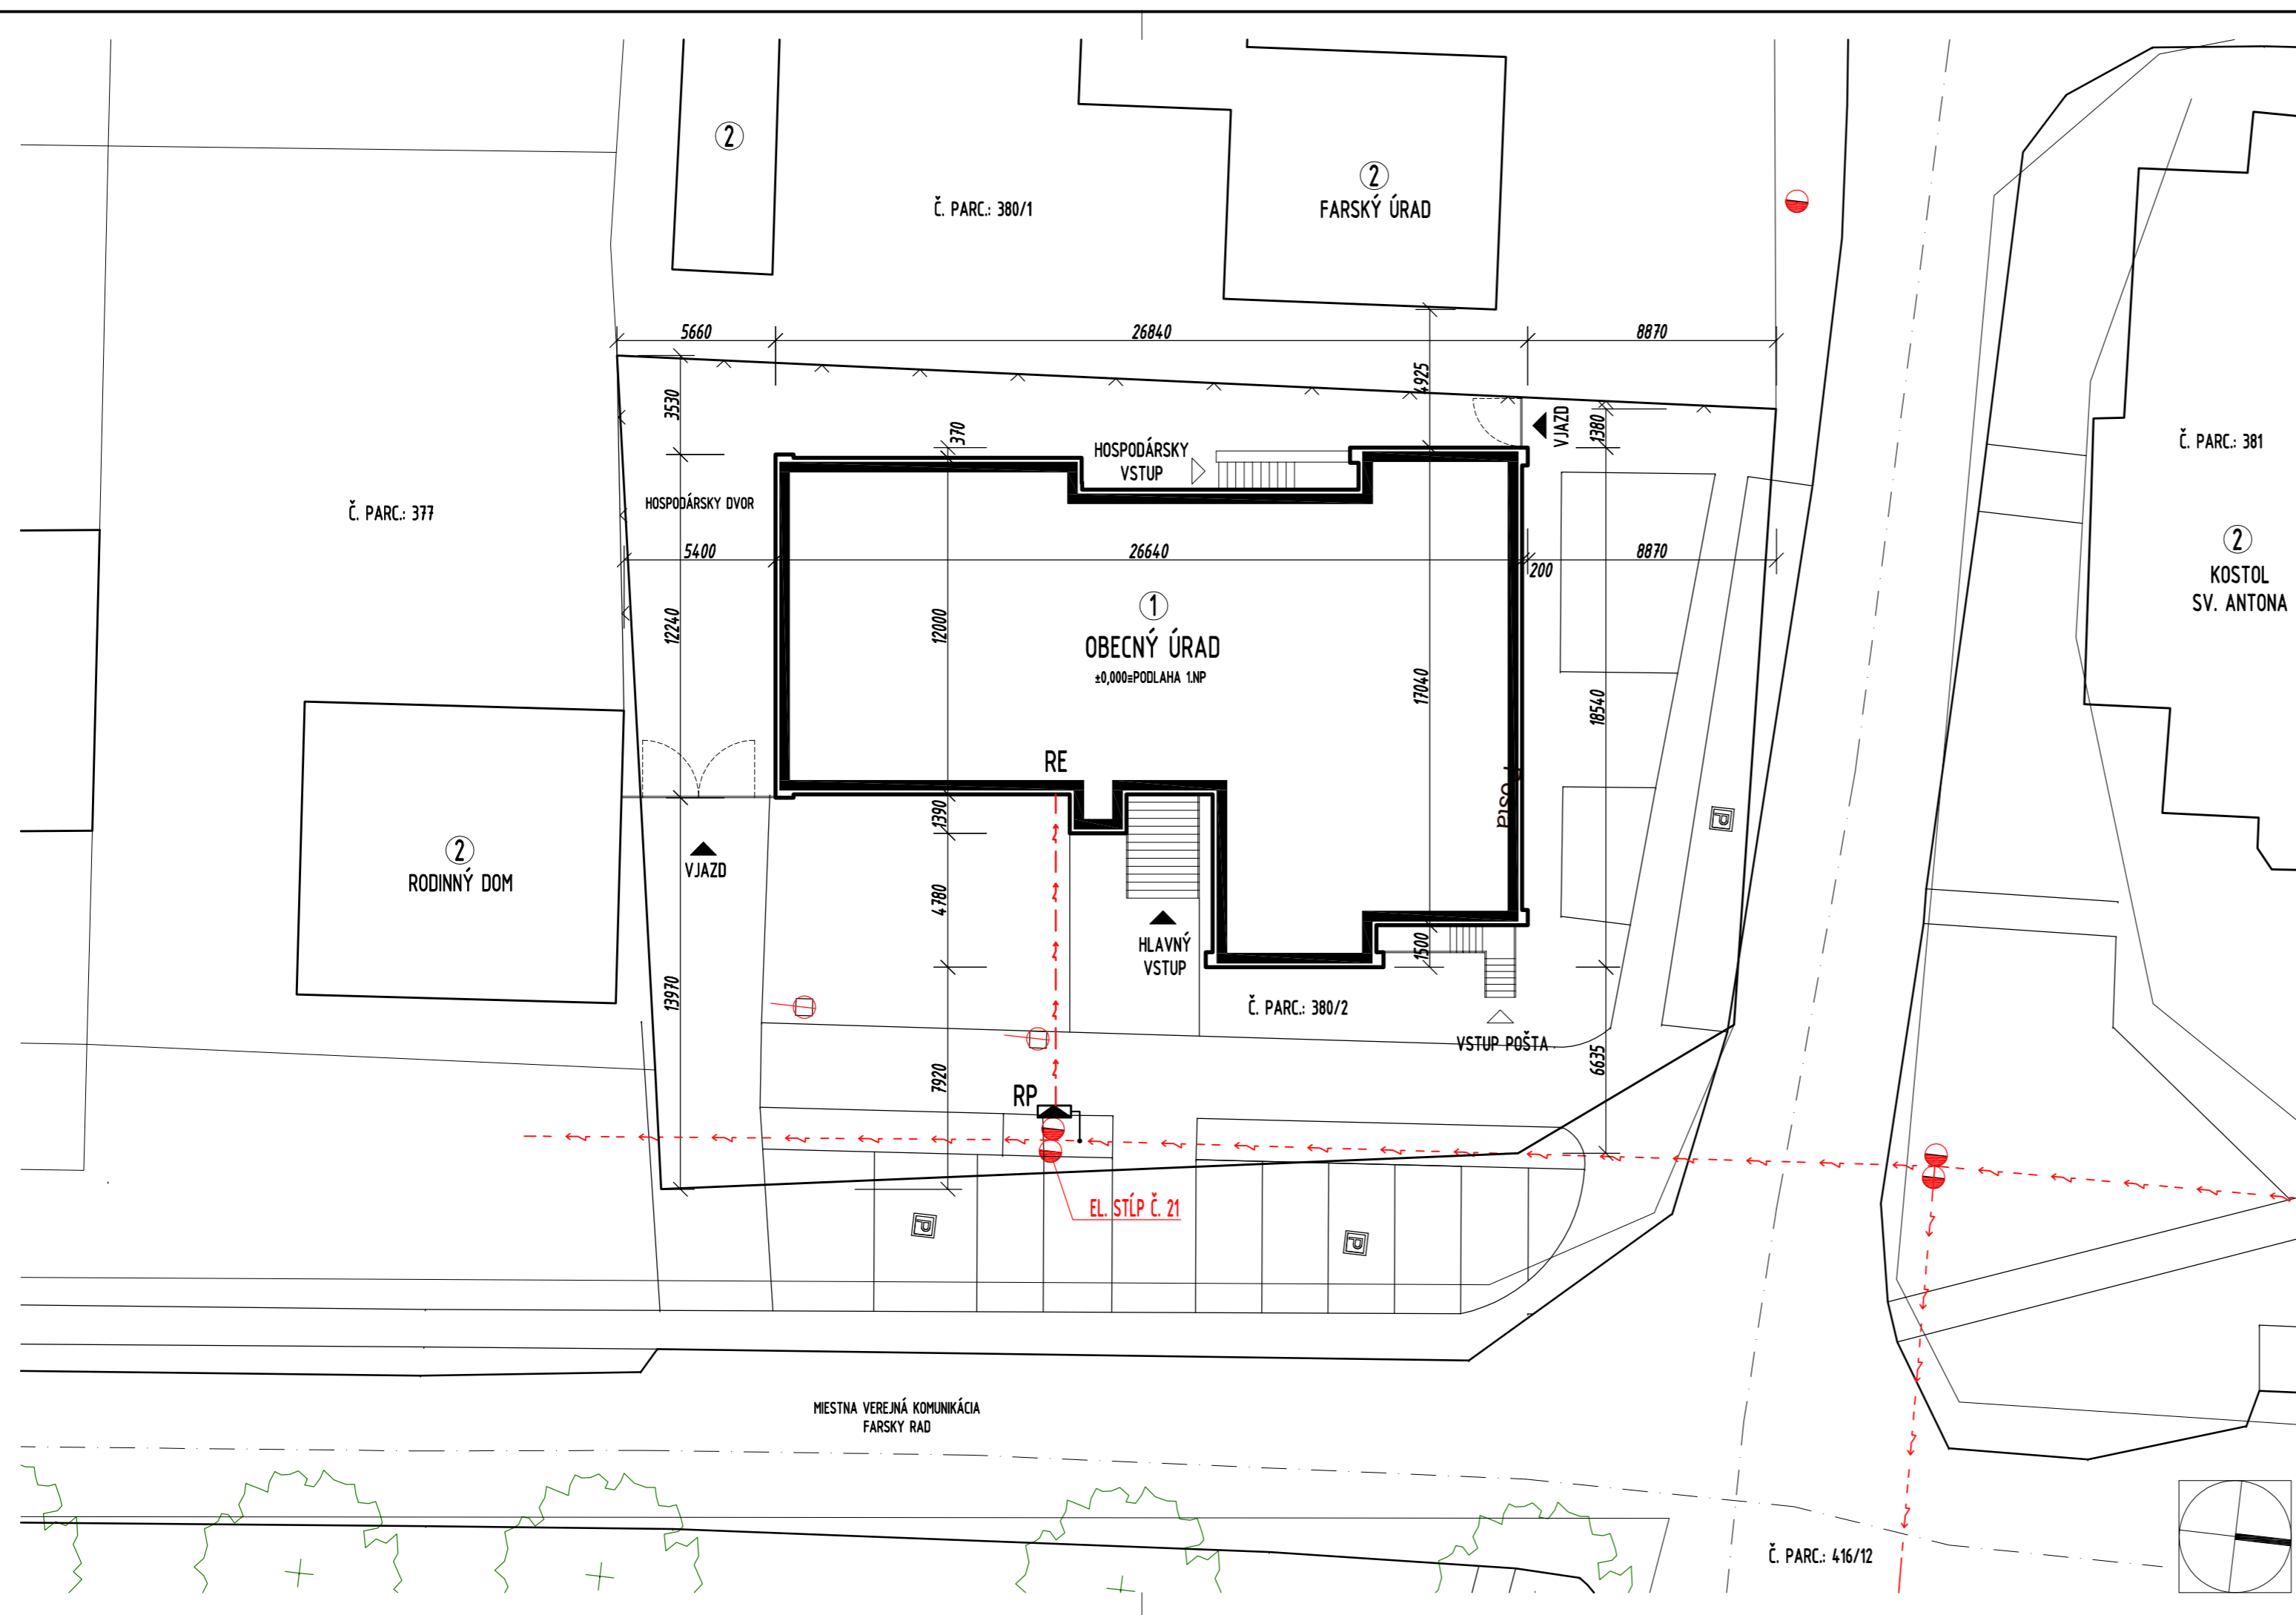 2
Č. PARC.: 380/1
2
FARSKÝ ÚRAD
5660
26840
8870
3530
370
4925
1380
VJAZD
HOSPODÁRSKY
VSTUP
HOSPODÁRSKY DVOR
Č. PARC.: 377
Č. PARC.: 381
2
KOSTOL
SV. ANTONA
5400
26640
200
8870
12240
12000
1
OBECNÝ ÚRAD
±0,000≡PODLAHA 1.NP
17040
18540
RE
Pošta
P
1390
2
RODINNÝ DOM
VJAZD
4780
HLAVNÝ
VSTUP
1500
13970
Č. PARC.: 380/2
VSTUP POŠTA
7920
6635
RP
EL. STĹP Č. 21
P
P
MIESTNA VEREJNÁ KOMUNIKÁCIA
FARSKY RAD
Č. PARC.: 416/12